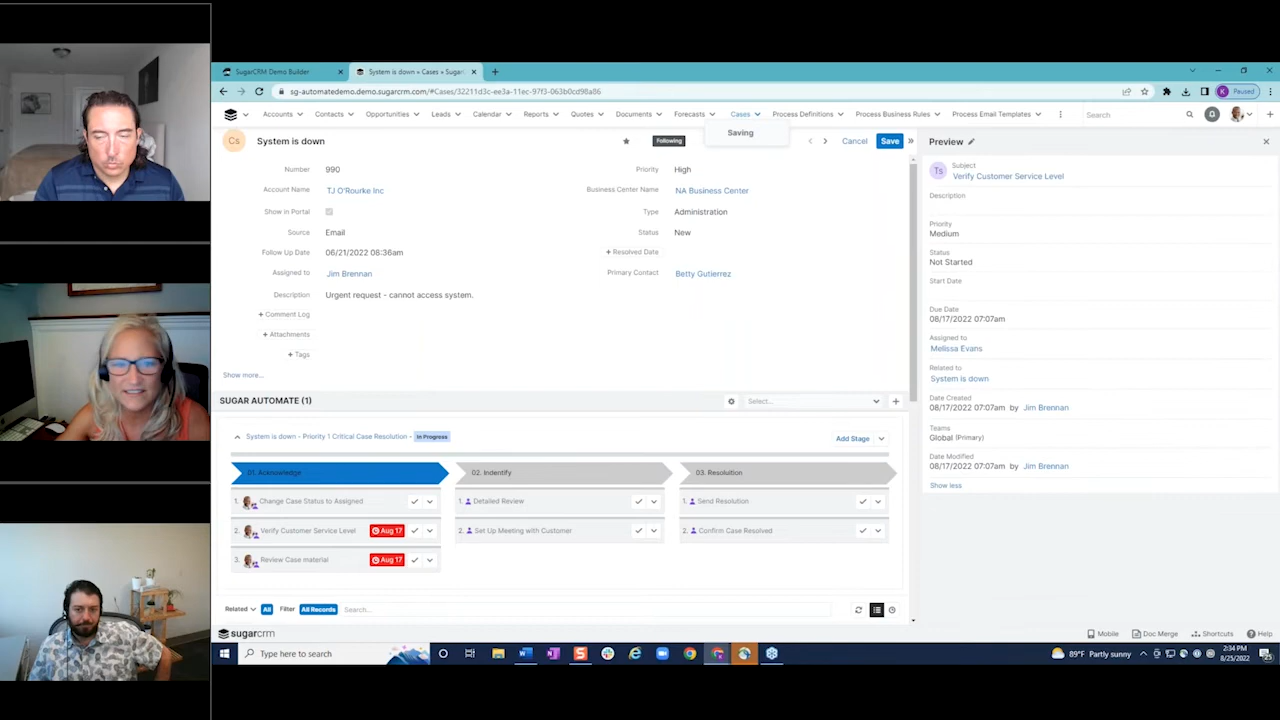 SugarCRM Demo Builder
System is down » Cases » Sugar
sg-automatedemo.demo.sugarcrm.com/#Cases/32211d3c-ee3a-11ec-97f3-063b0cd98a86
K Paused
Accounts Contacts Opportunities Leads Calendar Reports Quotes Documents Forecasts Cases Process Definitions Process Business Rules Process Email Templates Search
Saving
Cs System is down Following Cancel Save
Number 990 Priority High
Account Name TJ O'Rourke Inc Business Center Name NA Business Center
Show in Portal Type Administration
Source Email Status New
Follow Up Date 06/21/2022 08:36am + Resolved Date
Assigned to Jim Brennan Primary Contact Betty Gutierrez
Description Urgent request - cannot access system.
+ Comment Log
+ Attachments
+ Tags
Show more...
SUGAR AUTOMATE (1) Select...
System is down - Priority 1 Critical Case Resolution - In Progress Add Stage
01. Acknowledge 02. Indentify 03. Resoluition
1. Change Case Status to Assigned 1. Detailed Review 1. Send Resolution
2. Verify Customer Service Level Aug 17 2. Set Up Meeting with Customer 2. Confirm Case Resolved
3. Review Case material Aug 17
Related All Filter All Records Search...
sugarcrm Mobile Doc Merge Shortcuts Help
Preview
Ts Subject
Verify Customer Service Level
Description
Priority
Medium
Status
Not Started
Start Date
Due Date
08/17/2022 07:07am
Assigned to
Melissa Evans
Related to
System is down
Date Created
08/17/2022 07:07am by Jim Brennan
Teams
Global (Primary)
Date Modified
08/17/2022 07:07am by Jim Brennan
Show less
Type here to search
89°F Partly sunny
2:34 PM
8/25/2022